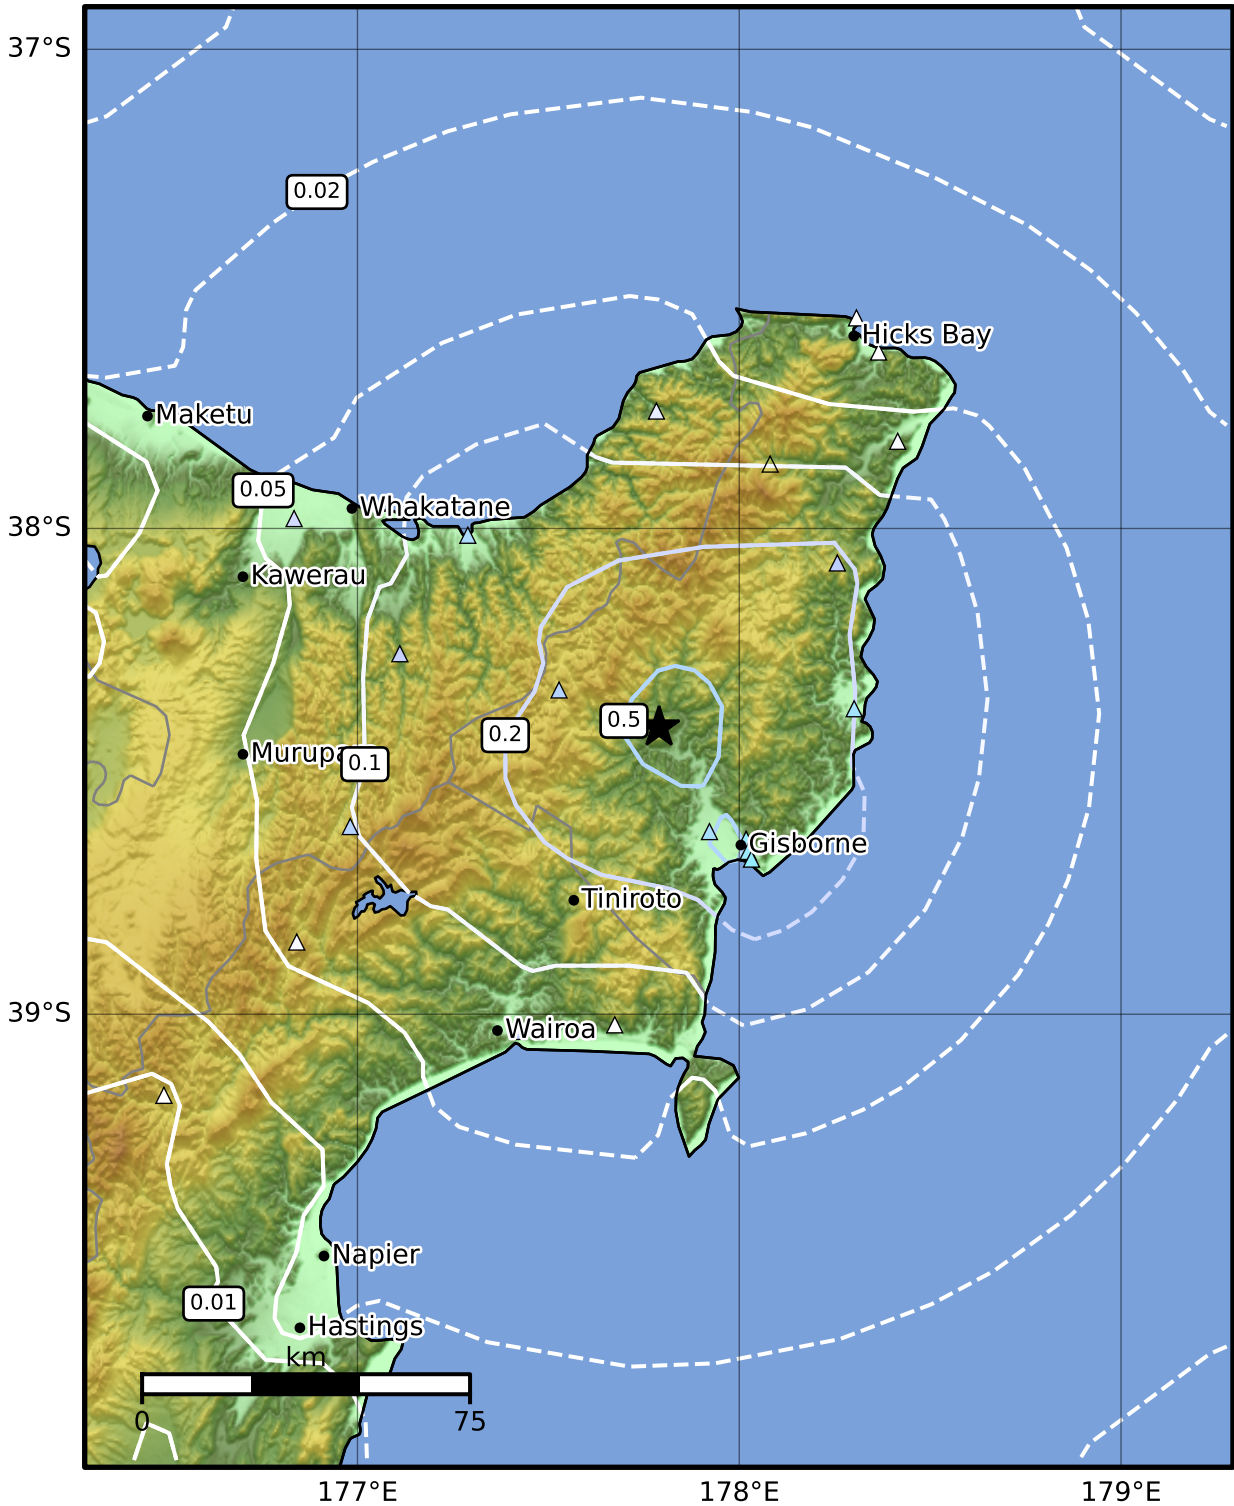 37°S
0.02
Hicks Bay
Maketu
0.05
Whakatane
38°S
Kawerau
0.5
0.2
Murupa
0.1
Gisborne
Tiniroto
39°S
Wairoa
Napier
0.01
Hastings
km
0
75
177°E
178°E
179°E